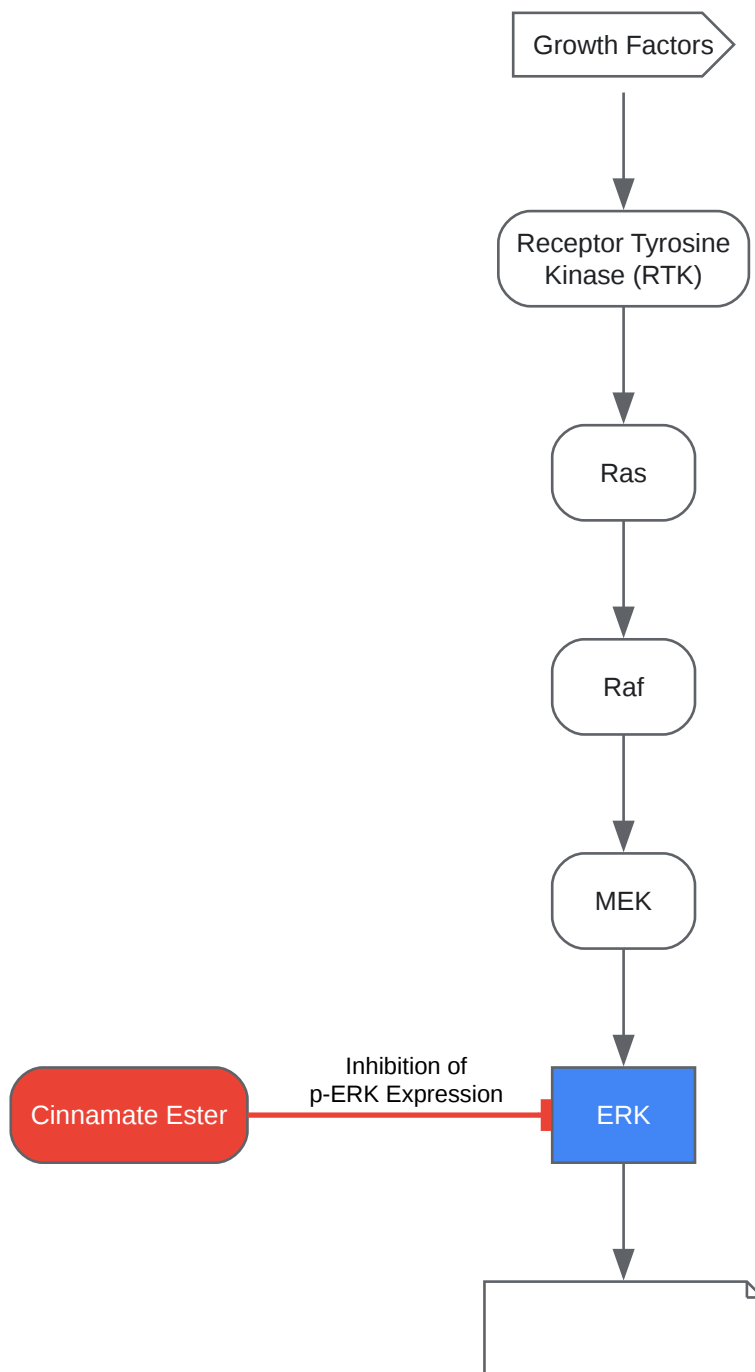 Growth Factors
Receptor Tyrosine
Kinase (RTK)
Ras
Raf
MEK
Inhibition of
p-ERK Expression
Cinnamate Ester
ERK